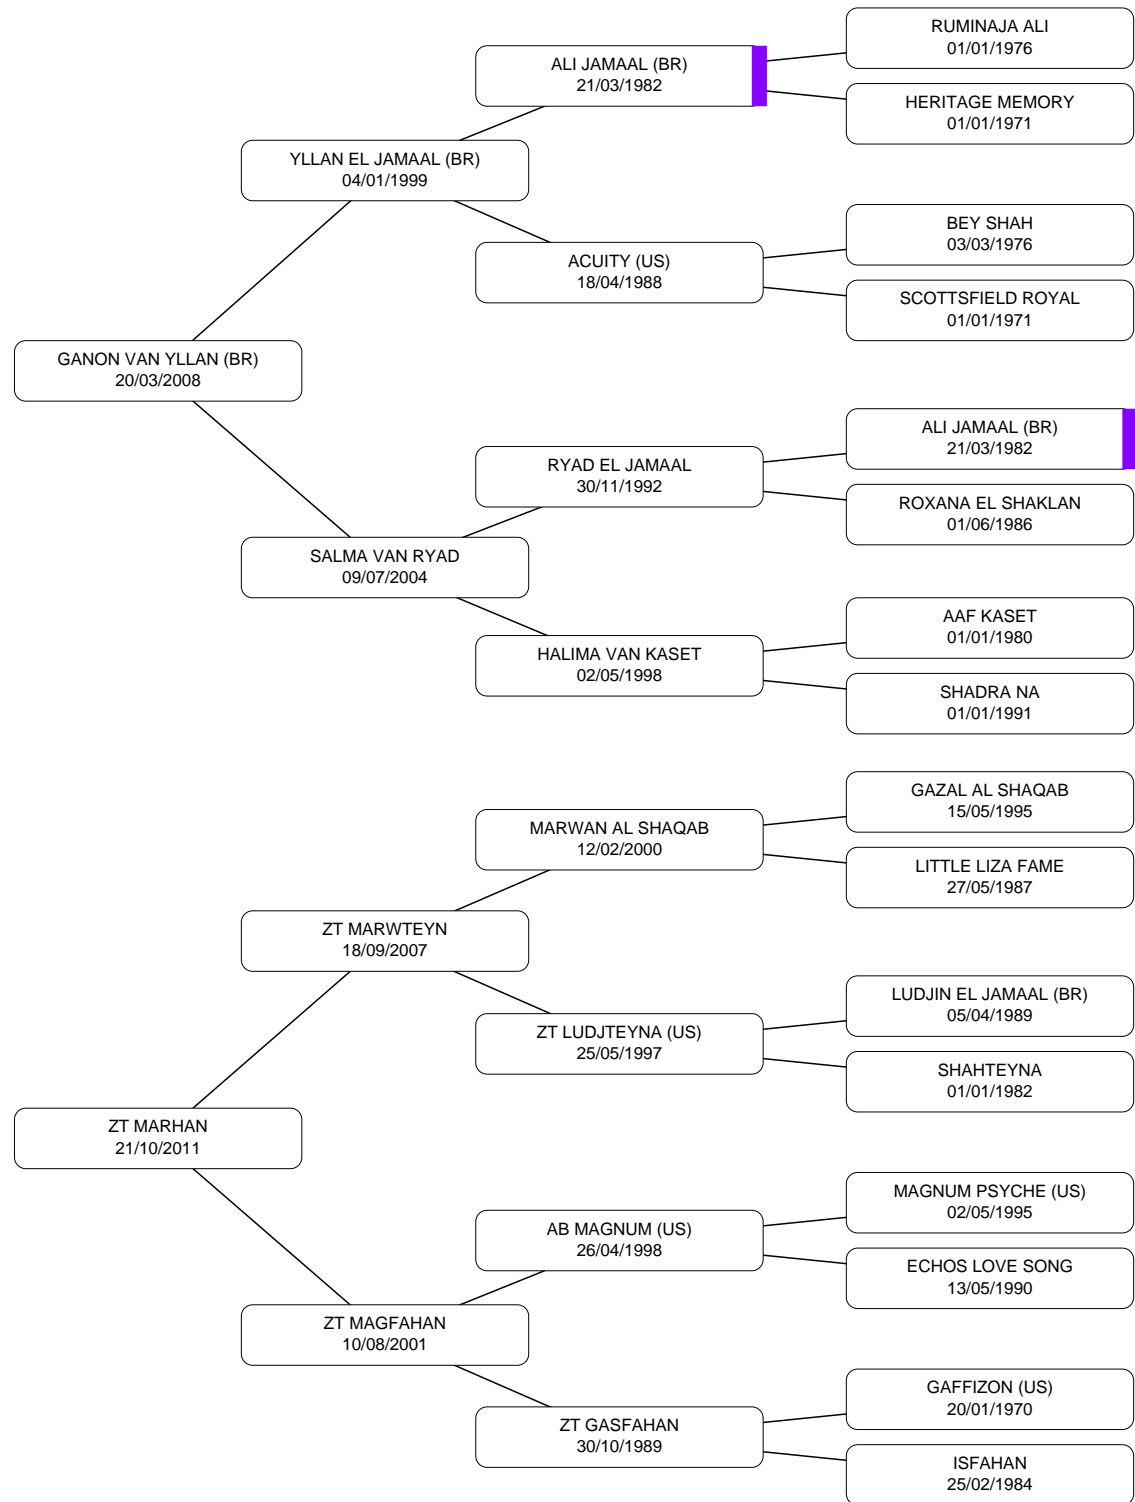 RUMINAJA ALI
01/01/1976
ALI JAMAAL (BR)
21/03/1982
HERITAGE MEMORY
01/01/1971
YLLAN EL JAMAAL (BR)
04/01/1999
BEY SHAH
03/03/1976
ACUITY (US)
18/04/1988
SCOTTSFIELD ROYAL
01/01/1971
GANON VAN YLLAN (BR)
20/03/2008
ALI JAMAAL (BR)
21/03/1982
RYAD EL JAMAAL
30/11/1992
ROXANA EL SHAKLAN
01/06/1986
SALMA VAN RYAD
09/07/2004
AAF KASET
01/01/1980
HALIMA VAN KASET
02/05/1998
SHADRA NA
01/01/1991
GAZAL AL SHAQAB
15/05/1995
MARWAN AL SHAQAB
12/02/2000
LITTLE LIZA FAME
27/05/1987
ZT MARWTEYN
18/09/2007
LUDJIN EL JAMAAL (BR)
05/04/1989
ZT LUDJTEYNA (US)
25/05/1997
SHAHTEYNA
01/01/1982
ZT MARHAN
21/10/2011
MAGNUM PSYCHE (US)
02/05/1995
AB MAGNUM (US)
26/04/1998
ECHOS LOVE SONG
13/05/1990
ZT MAGFAHAN
10/08/2001
GAFFIZON (US)
20/01/1970
ZT GASFAHAN
30/10/1989
ISFAHAN
25/02/1984